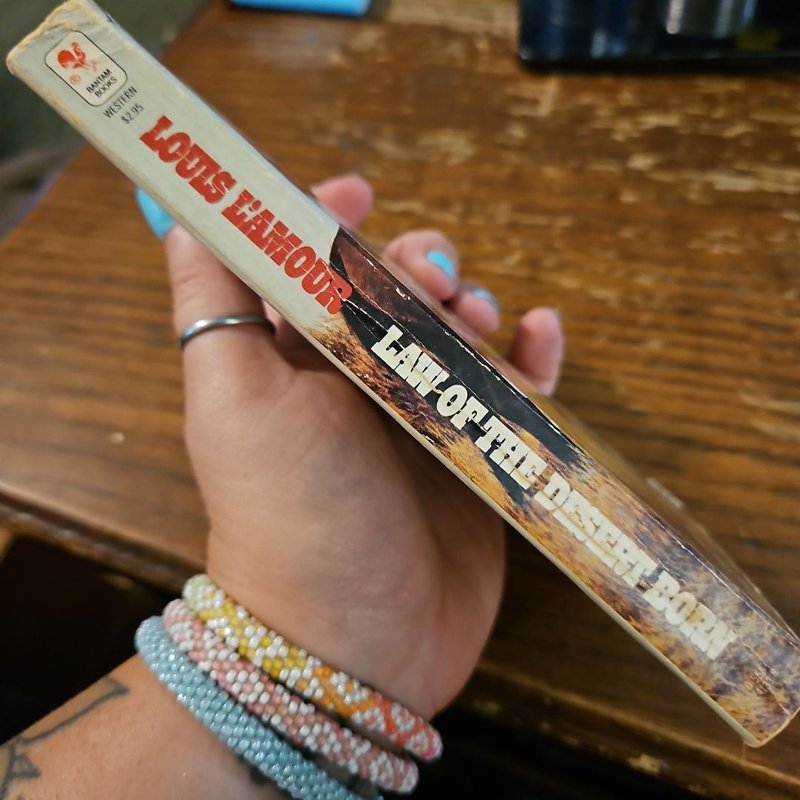 BANTAM
BOOKS
®
WESTERN
$2.95
LOUIS L'AMOUR
LAW OF THE DESERT BORN